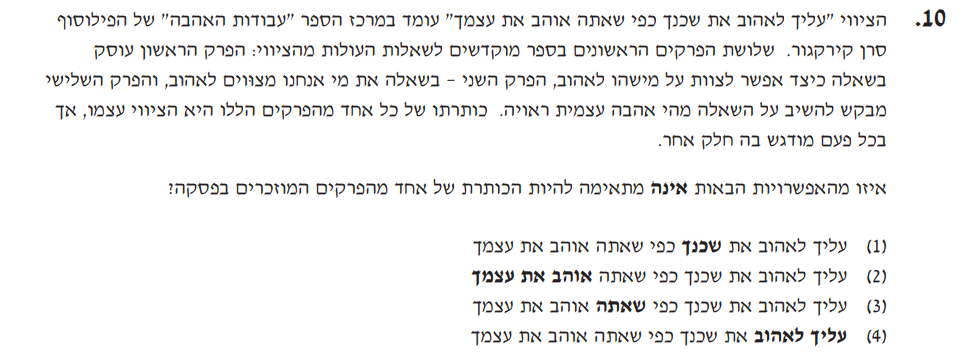 10. הציווי "עליך לאהוב את שכנך כפי שאתה אוהב את עצמך" עומד במרכז הספר "עבודות האהבה" של הפילוסוף
סרן קירקגור. שלושת הפרקים הראשונים בספר מוקדשים לשאלות העולות מהציווי: הפרק הראשון עוסק
בשאלה כיצד אפשר לצוות על מישהו לאהוב, הפרק השני – בשאלה את מי אנחנו מצוּוים לאהוב, והפרק השלישי
מבקש להשיב על השאלה מהי אהבה עצמית ראויה. כותרתו של כל אחד מהפרקים הללו היא הציווי עצמו, אך
בכל פעם מודגש בה חלק אחר.
איזו מהאפשרויות הבאות אינה מתאימה להיות הכותרת של אחד מהפרקים המוזכרים בפסקה?
(1) עליך לאהוב את שכנך כפי שאתה אוהב את עצמך
(2) עליך לאהוב את שכנך כפי שאתה אוהב את עצמך
(3) עליך לאהוב את שכנך כפי שאתה אוהב את עצמך
(4) עליך לאהוב את שכנך כפי שאתה אוהב את עצמך